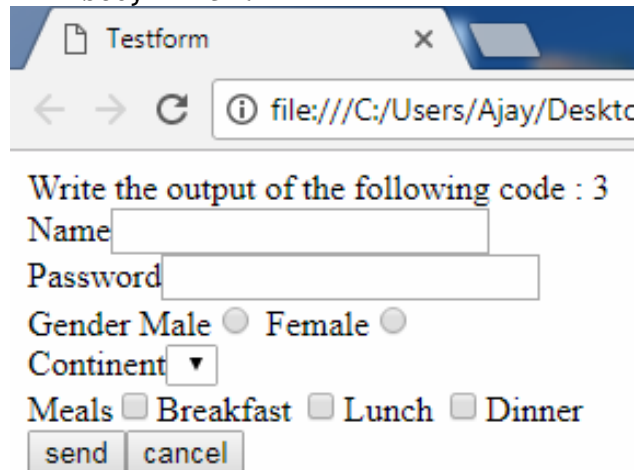 Testform
file:///C:/Users/Ajay/Deskto
Write the output of the following code : 3
Name
Password
Gender Male Female
Continent
Meals Breakfast Lunch Dinner
send cancel